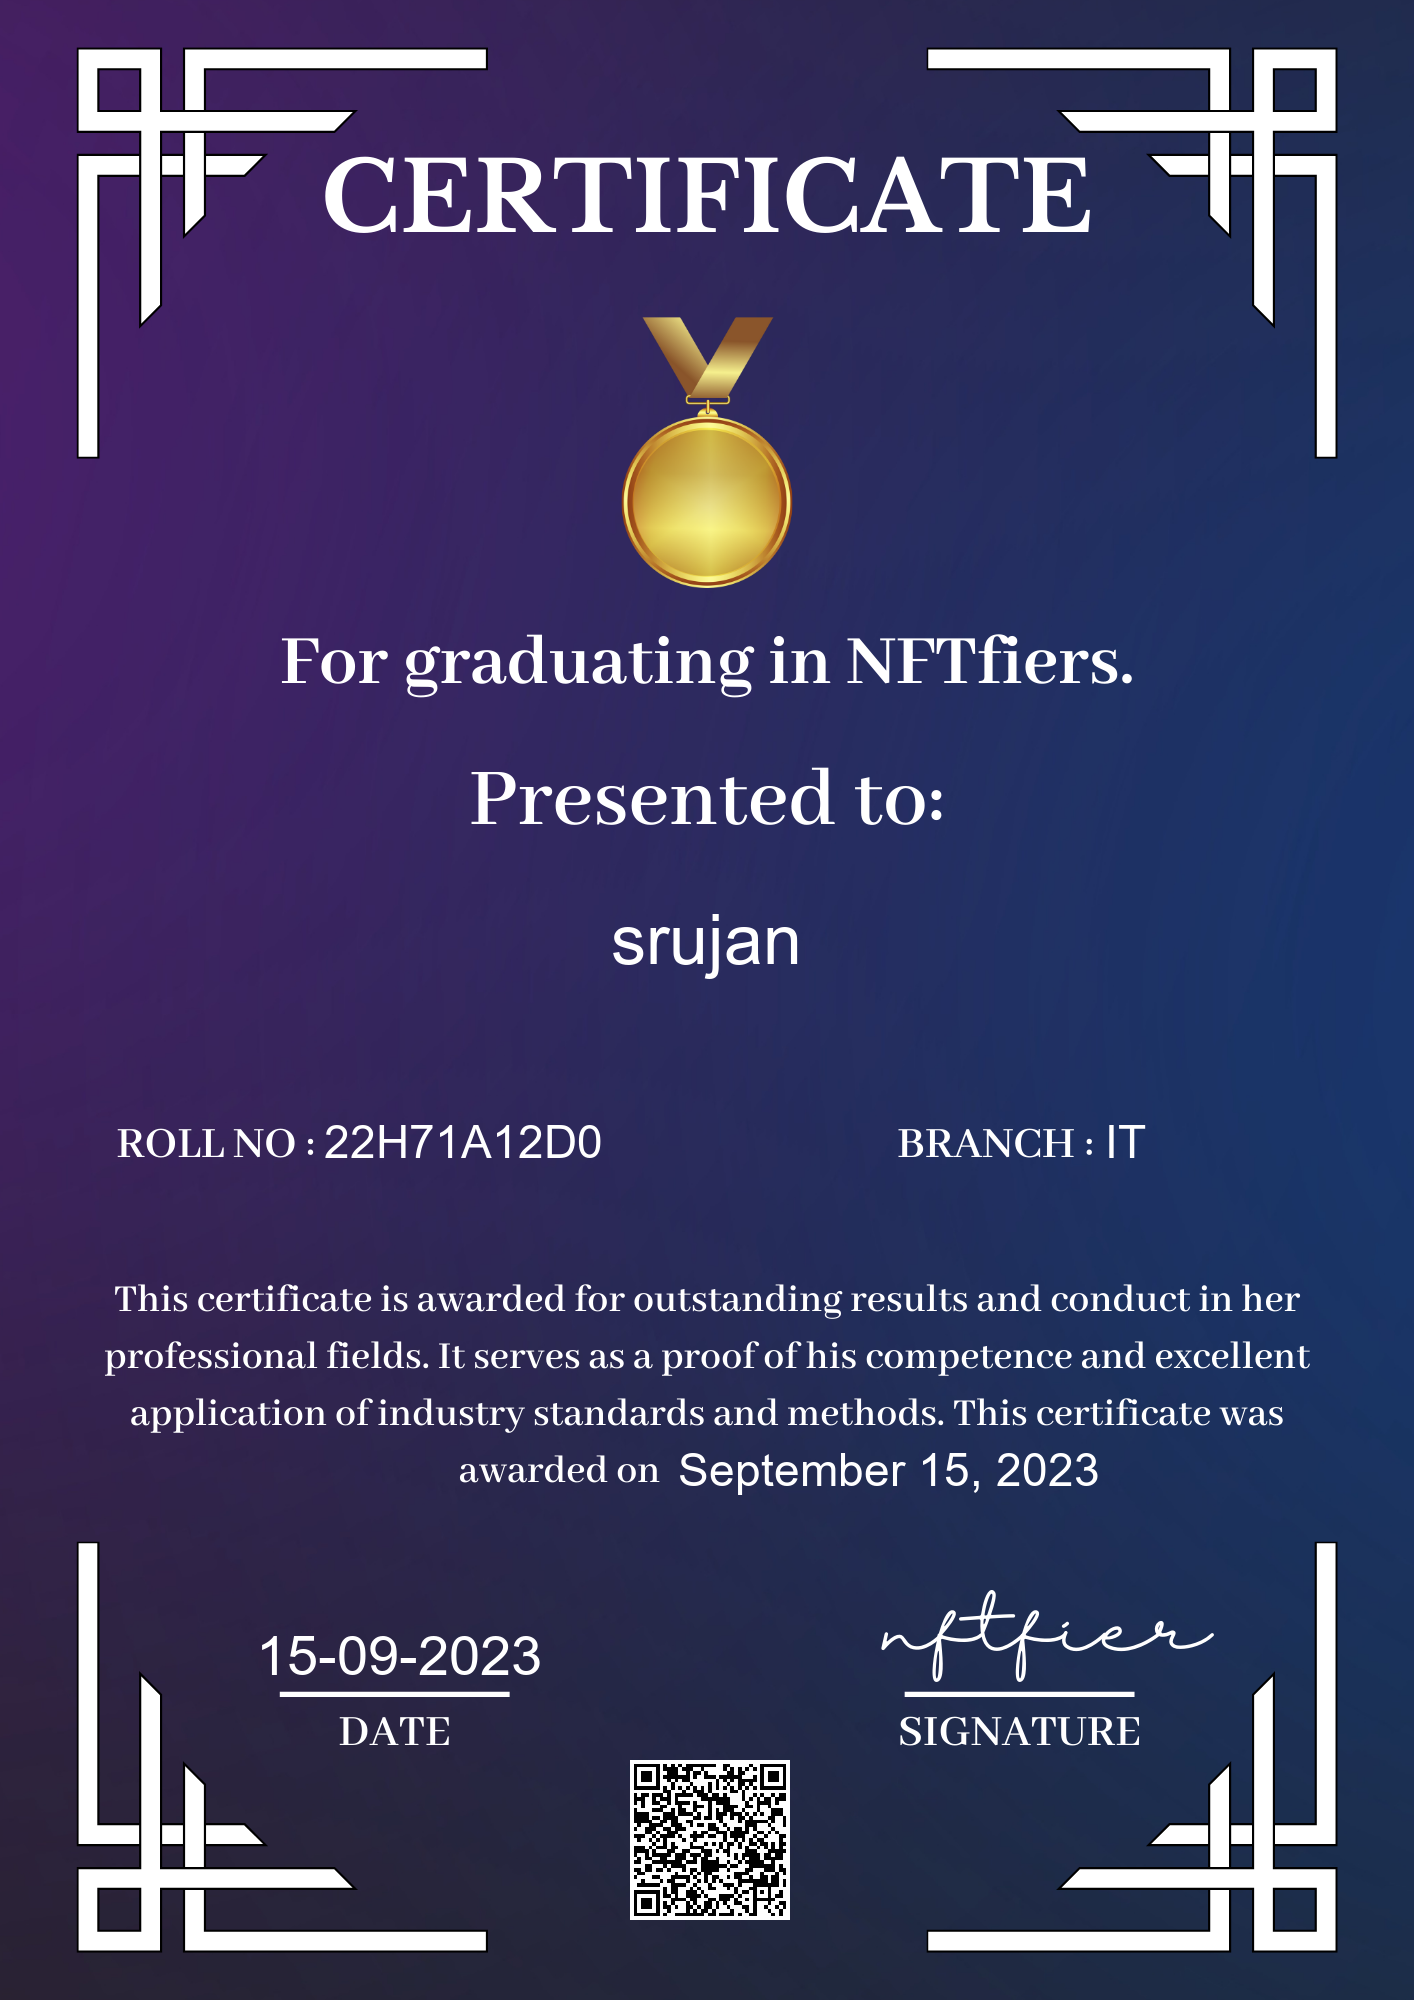 CERTIFICATE
For graduating in NFTfiers.
Presented to:
srujan
ROLL NO : 22H71A12D0 BRANCH : IT
This certificate is awarded for outstanding results and conduct in her
professional fields. It serves as a proof of his competence and excellent
application of industry standards and methods. This certificate was
awarded on September 15, 2023
15-09-2023 nftfier
DATE SIGNATURE